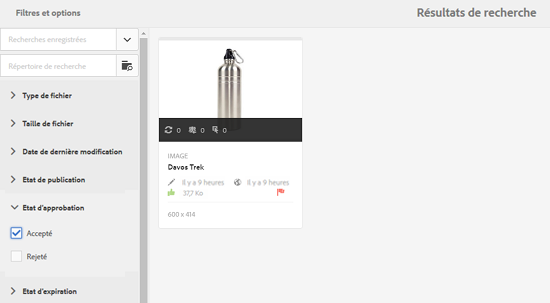 Filtres et options
Résultats de recherche
Recherches enregistrées
Répertoire de recherche
Type de fichier
Taille de fichier
Date de dernière modification
Etat de publication
Etat d'approbation
Accepté
Rejeté
Etat d'expiration
0 0 0
IMAGE
Davos Trek
Il y a 9 heures Il y a 9 heures
37,7 Ko
600 x 414